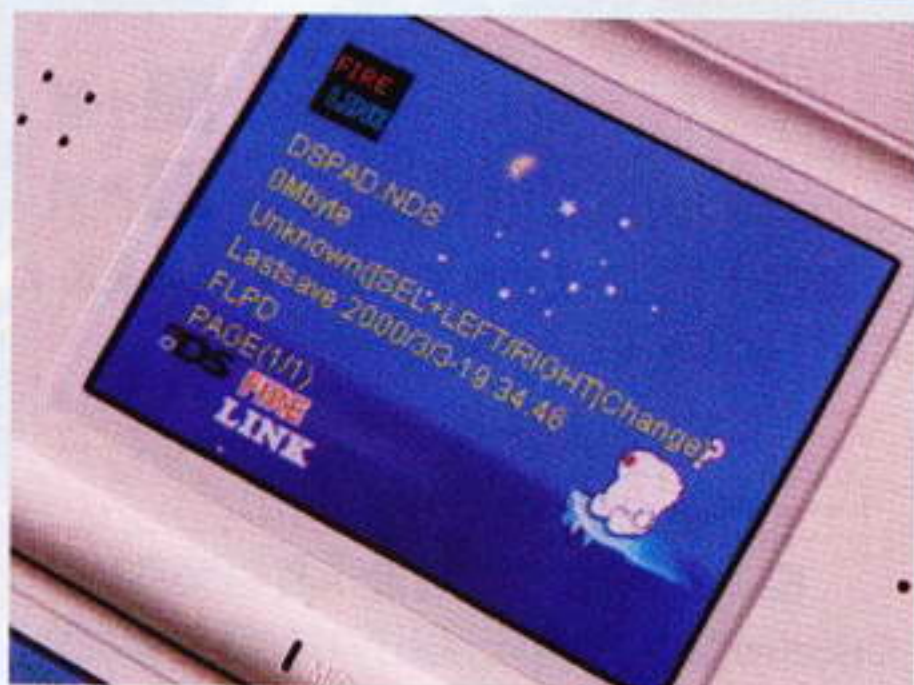 FIRE
LINK
DSPAD.NDS
0Mbyte
Unknown([SEL+LEFT/RIGHT]Change)?
Lastsave 2000/3/3-19.34.46
FLPD
PAGE(1/1)
DS
FIRE
LINK